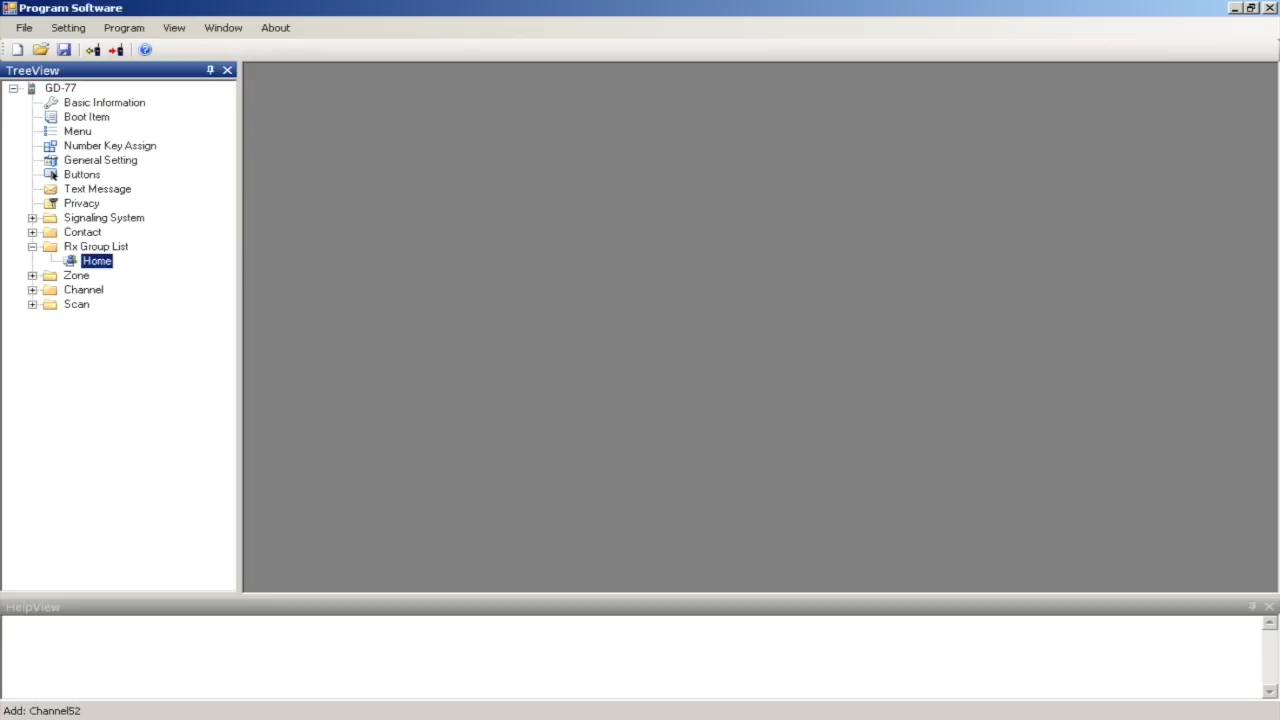 Program Software
File Setting Program View Window About
TreeView
GD-77
Basic Information
Boot Item
Menu
Number Key Assign
General Setting
Buttons
Text Message
Privacy
Signaling System
Contact
Rx Group List
Home
Zone
Channel
Scan
HelpView
Add: Channel52